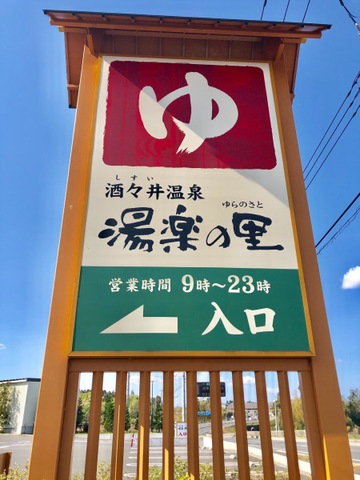 ゆ
しすい
酒々井温泉
ゆらのさと
湯楽の里
営業時間 9時～23時
入口